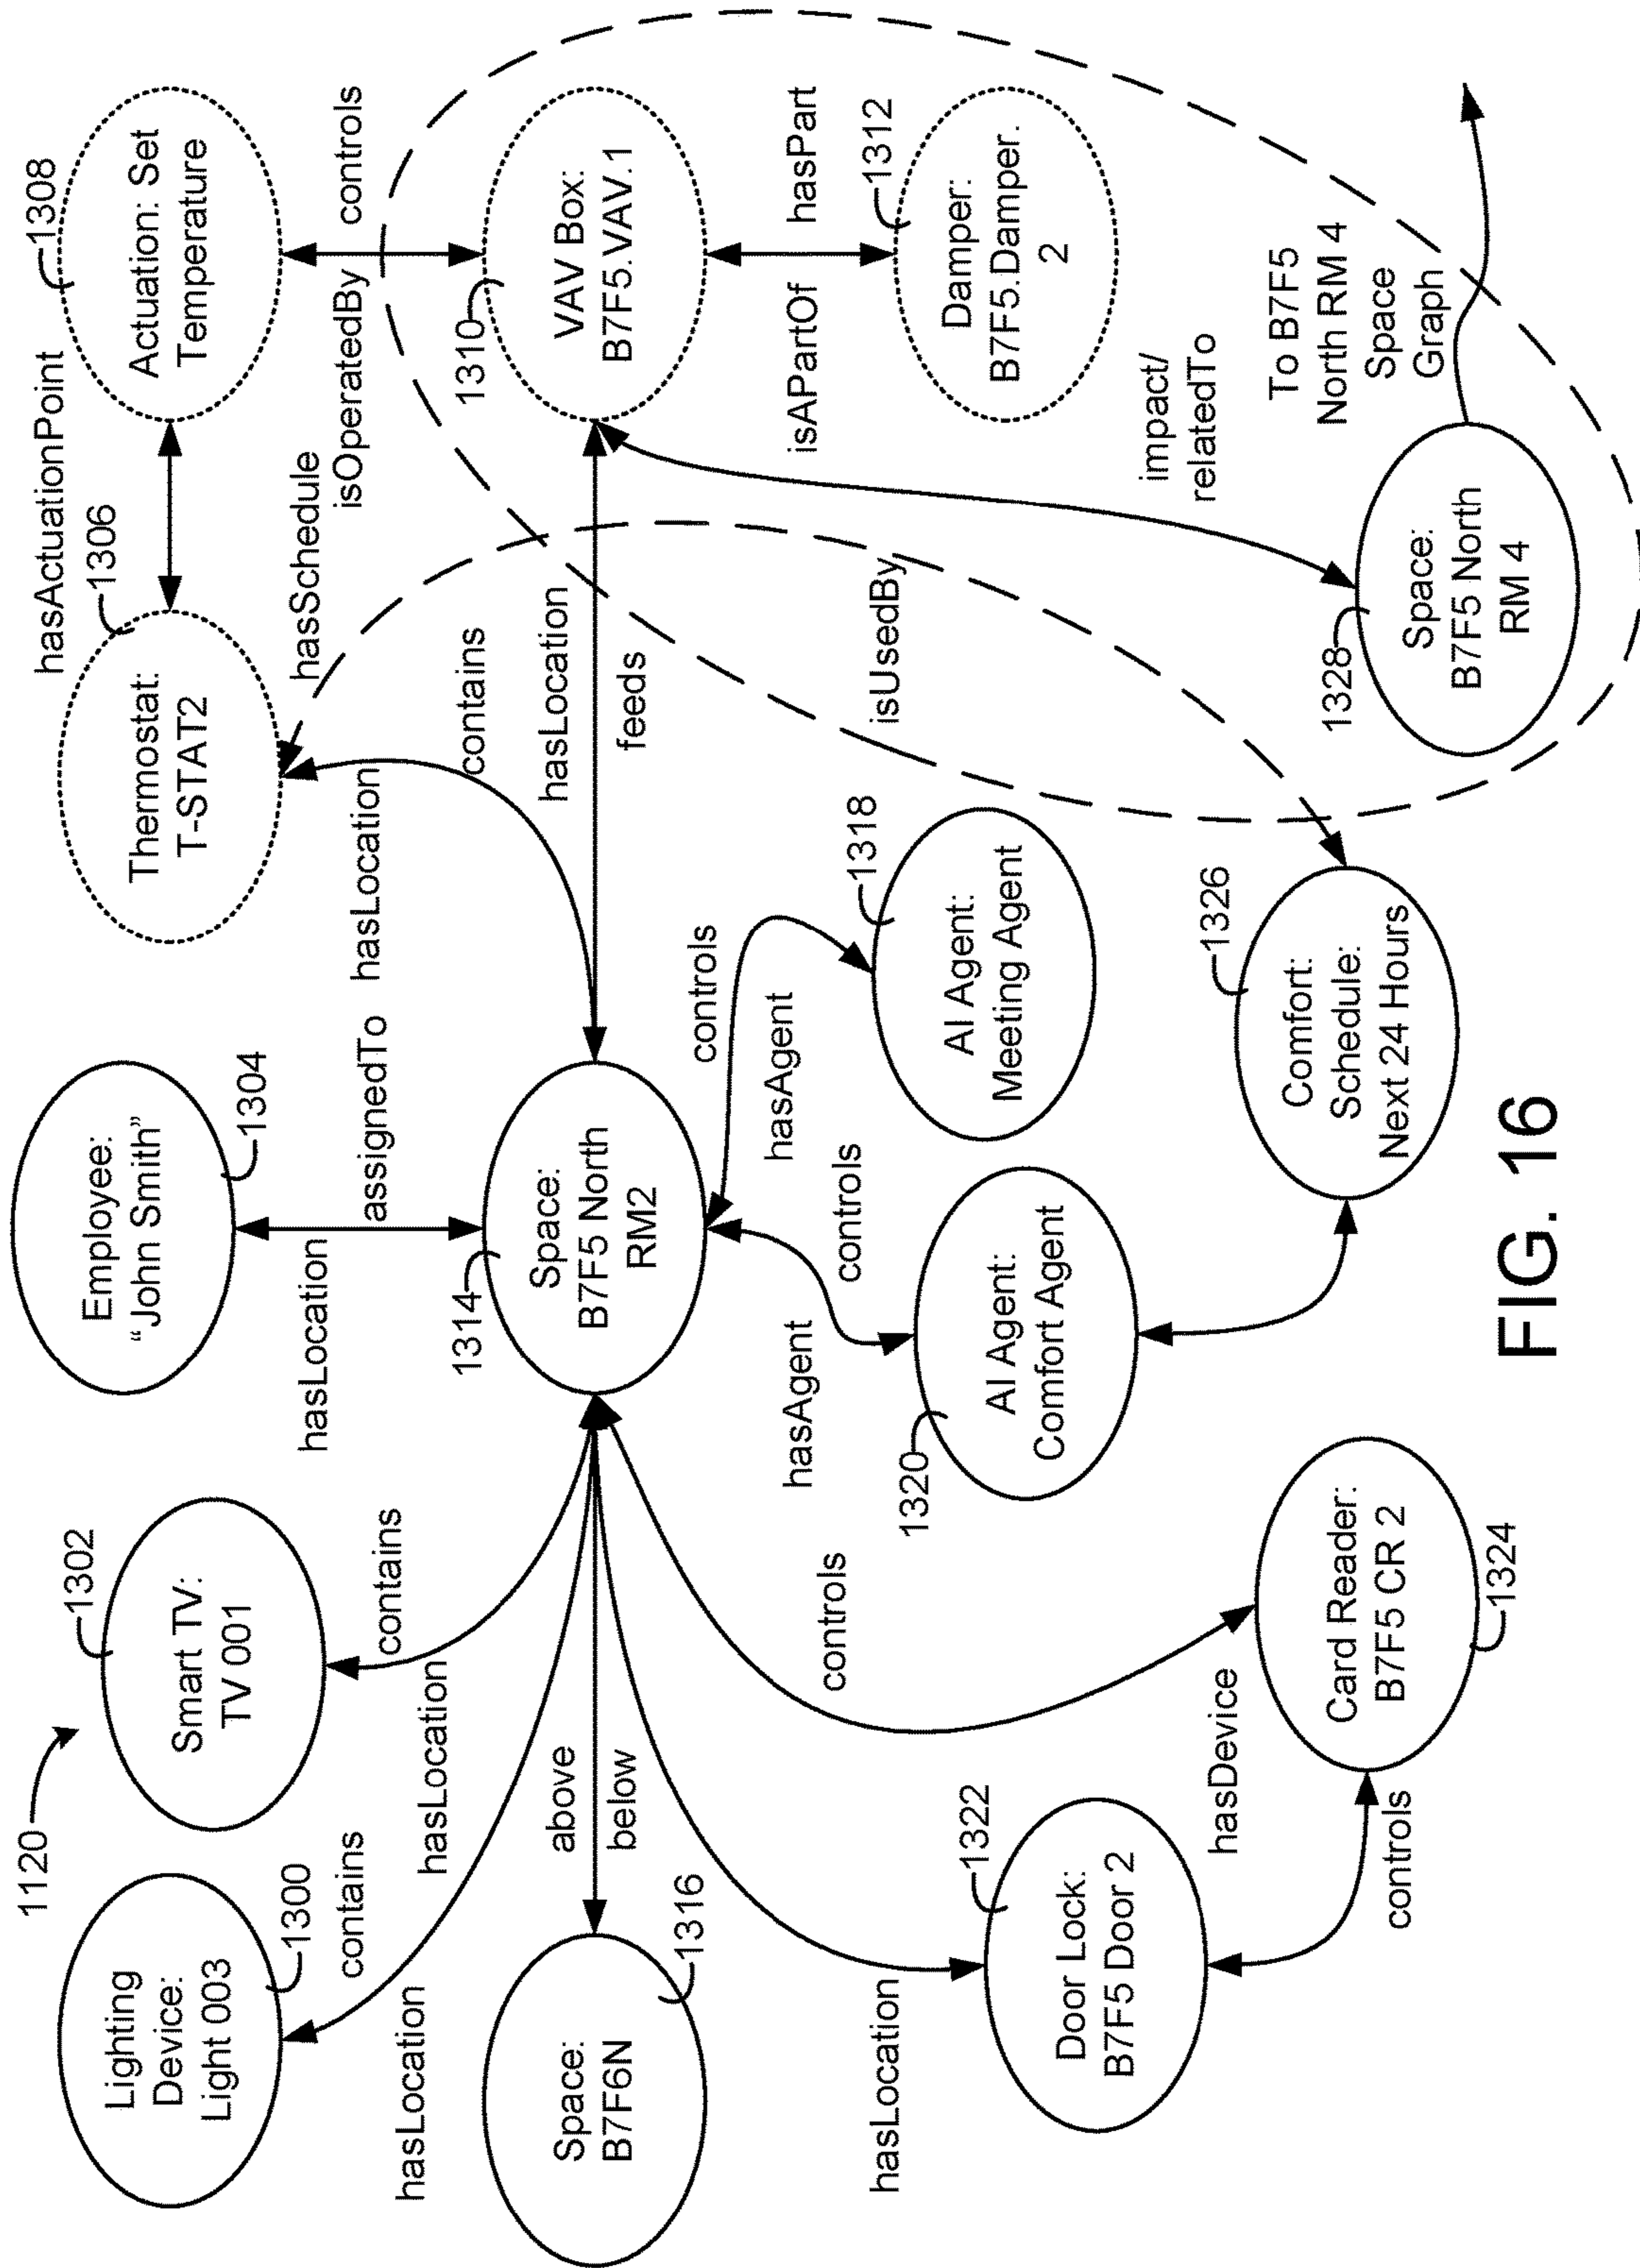 1120
Lighting
Device:
Light 003
1300
Smart TV:
TV 001
1302
Employee:
“John Smith”
1304
Thermostat:
T-STAT2
1306
hasActuationPoint
Actuation: Set
Temperature
1308
contains
hasLocation
contains
hasLocation
hasLocation
assignedTo
hasLocation
contains
hasSchedule
isOperatedBy
controls
Space:
B7F6N
1316
above
below
1314
Space:
B7F5 North
RM2
hasLocation
feeds
1310
VAV Box:
B7F5.VAV.1
isAPartOf
hasPart
hasLocation
controls
hasAgent
controls
hasAgent
controls
isUsedBy
Door Lock:
B7F5 Door 2
1322
1320
AI Agent:
Comfort Agent
AI Agent:
Meeting Agent
1318
Damper:
B7F5.Damper.
2
1312
impact/
relatedTo
hasDevice
controls
Card Reader:
B7F5 CR 2
1324
Comfort:
Schedule:
Next 24 Hours
1326
1328
Space:
B7F5 North
RM 4
To B7F5
North RM 4
Space
Graph
FIG. 16